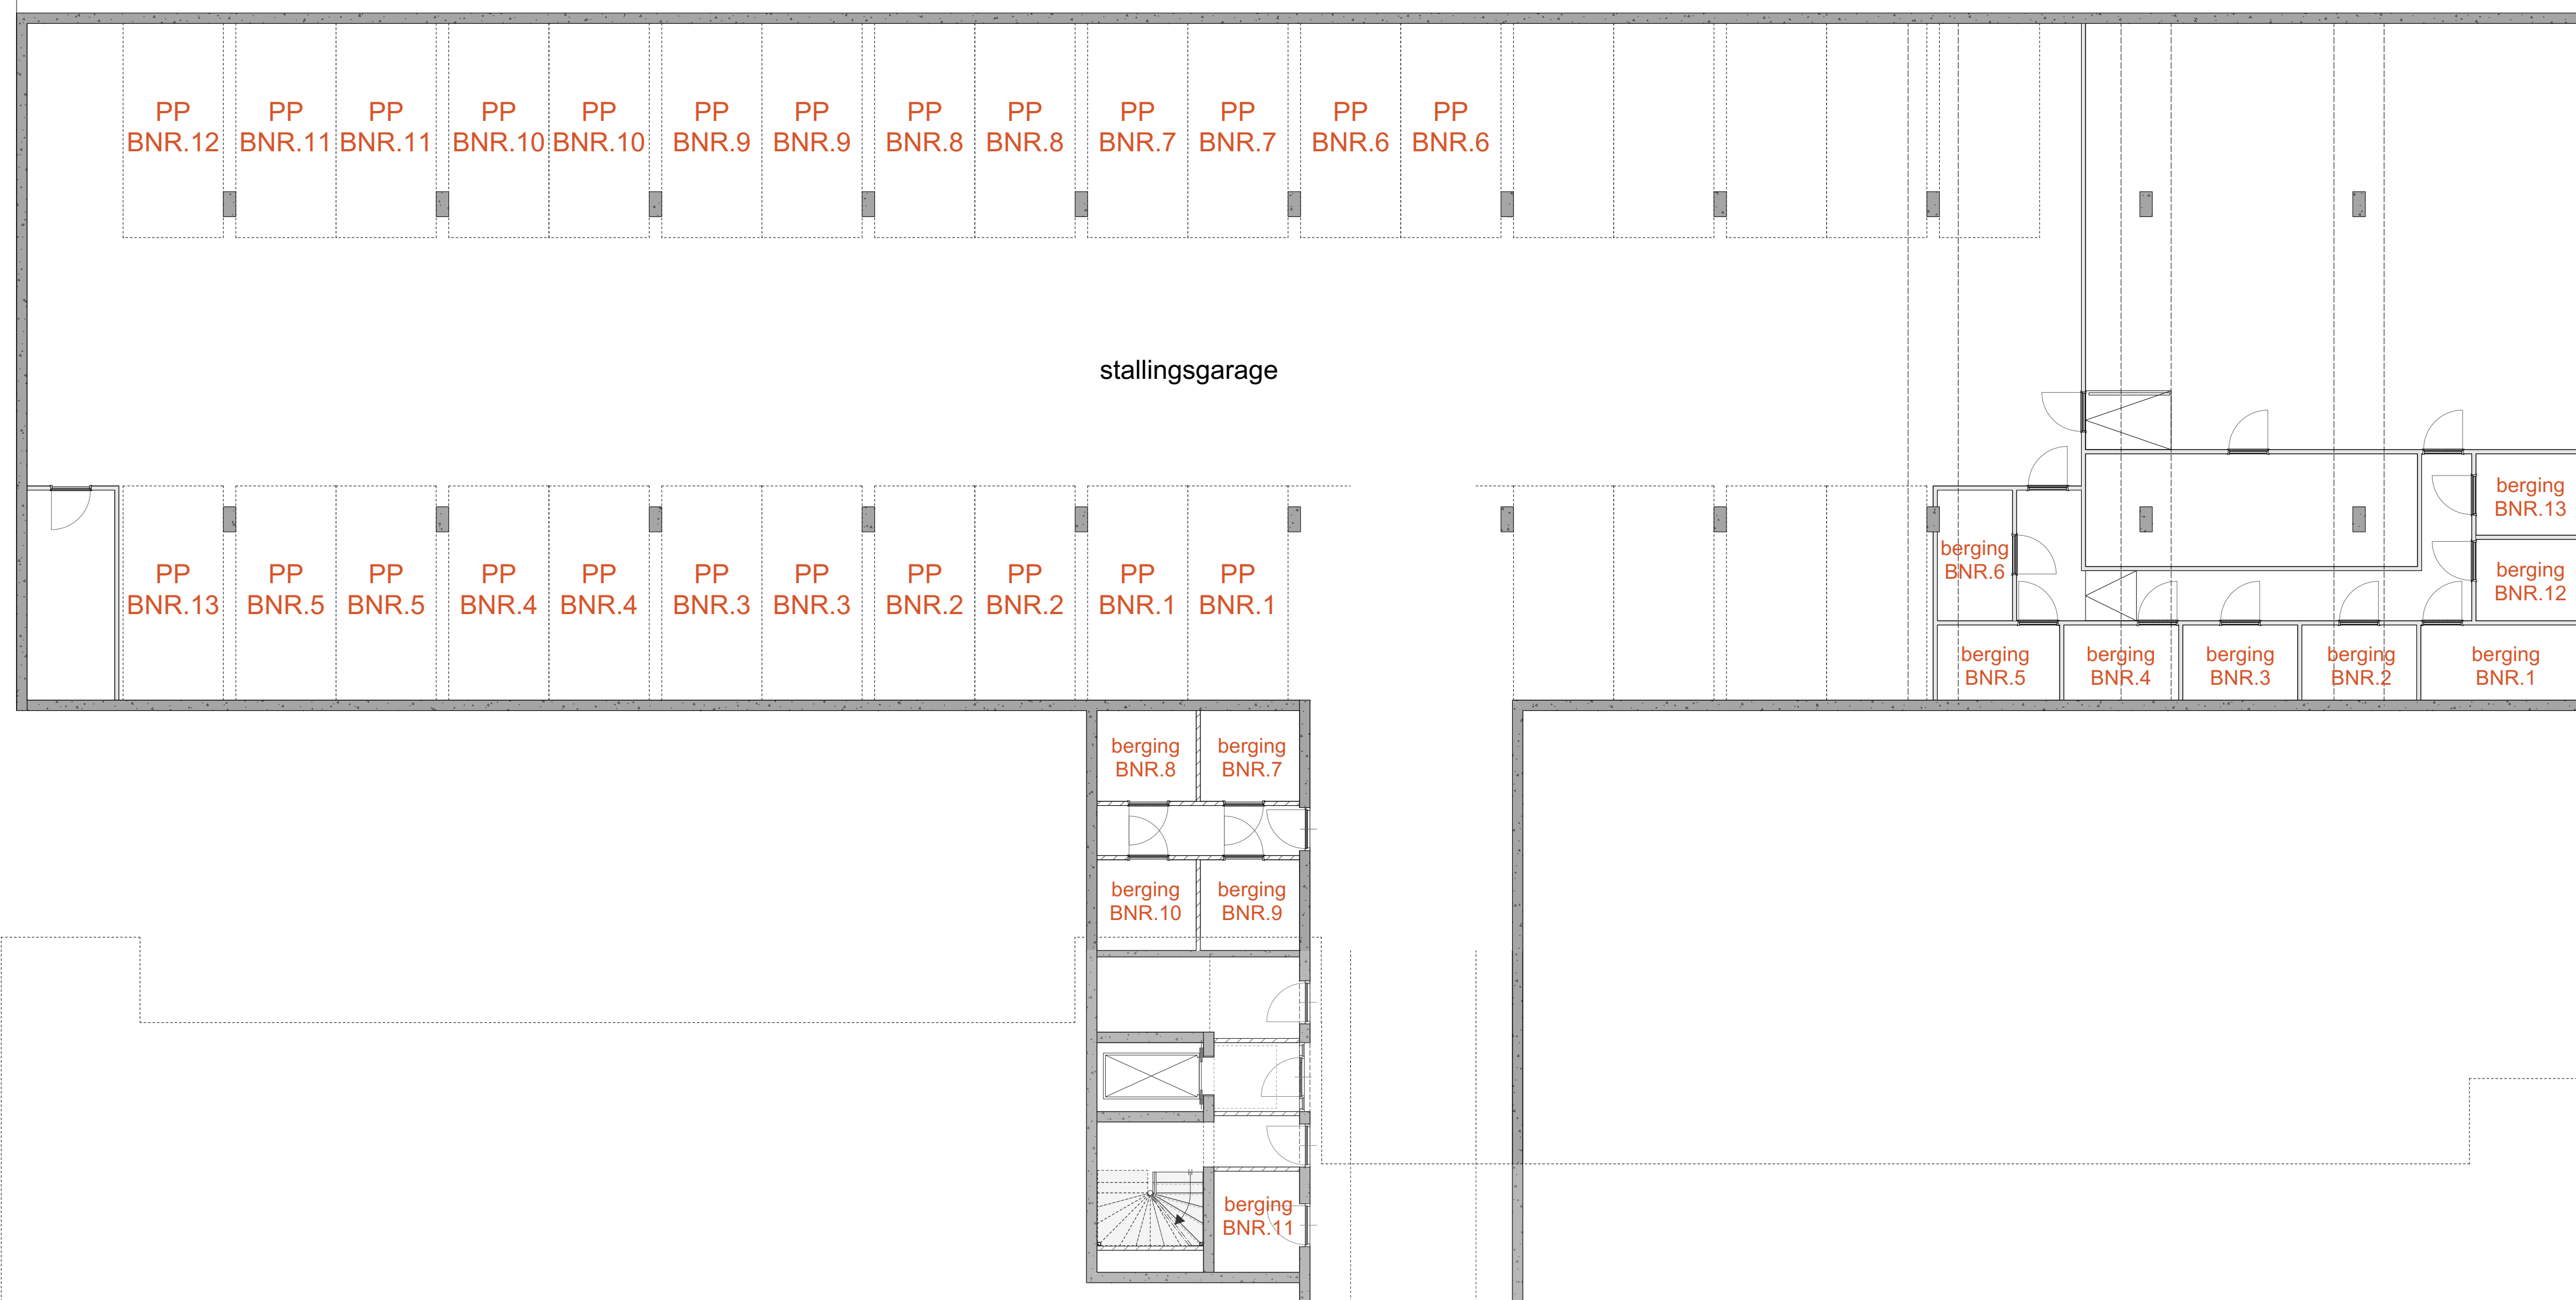 PP PP PP PP PP PP PP PP PP PP PP PP PP
BNR.12 BNR.11 BNR.11 BNR.10 BNR.10 BNR.9 BNR.9 BNR.8 BNR.8 BNR.7 BNR.7 BNR.6 BNR.6
stallingsgarage
berging
BNR.13
berging
BNR.6
berging
BNR.12
PP PP PP PP PP PP PP PP PP PP PP
BNR.13 BNR.5 BNR.5 BNR.4 BNR.4 BNR.3 BNR.3 BNR.2 BNR.2 BNR.1 BNR.1
berging berging berging berging berging
BNR.5 BNR.4 BNR.3 BNR.2 BNR.1
berging berging
BNR.8 BNR.7
berging berging
BNR.10 BNR.9
berging
BNR.11